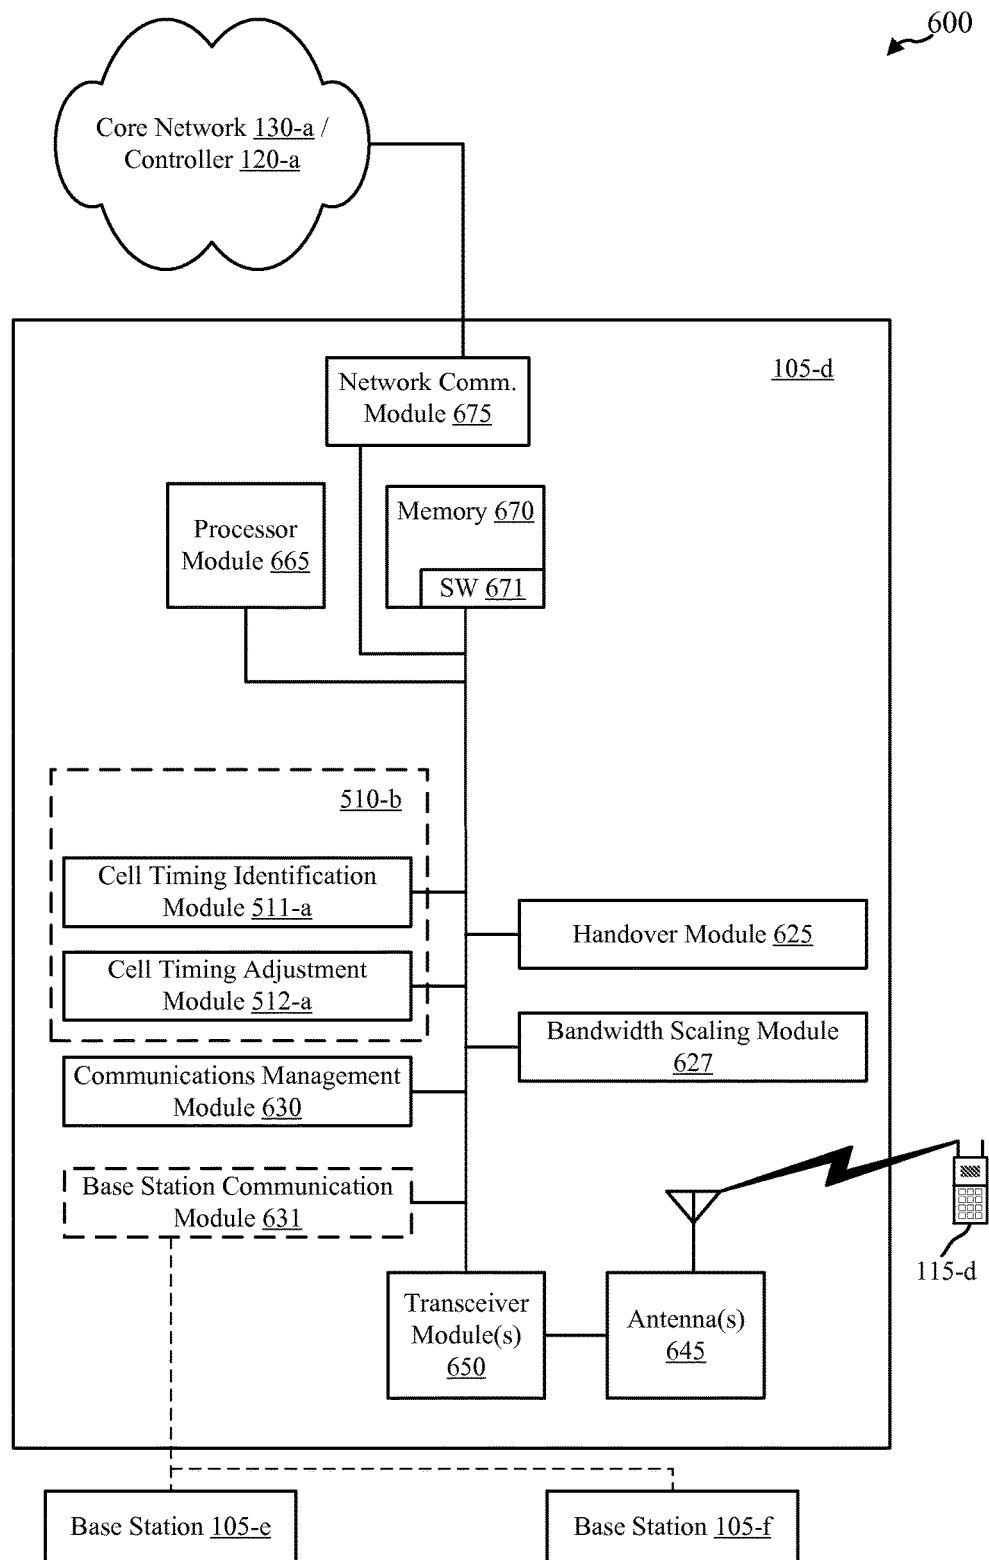 600
Core Network 130-a /
Controller 120-a
105-d
Network Comm.
Module 675
Processor
Module 665
Memory 670
SW 671
510-b
Cell Timing Identification
Module 511-a
Cell Timing Adjustment
Module 512-a
Handover Module 625
Bandwidth Scaling Module
627
Communications Management
Module 630
Base Station Communication
Module 631
115-d
Transceiver
Module(s)
650
Antenna(s)
645
Base Station 105-e
Base Station 105-f